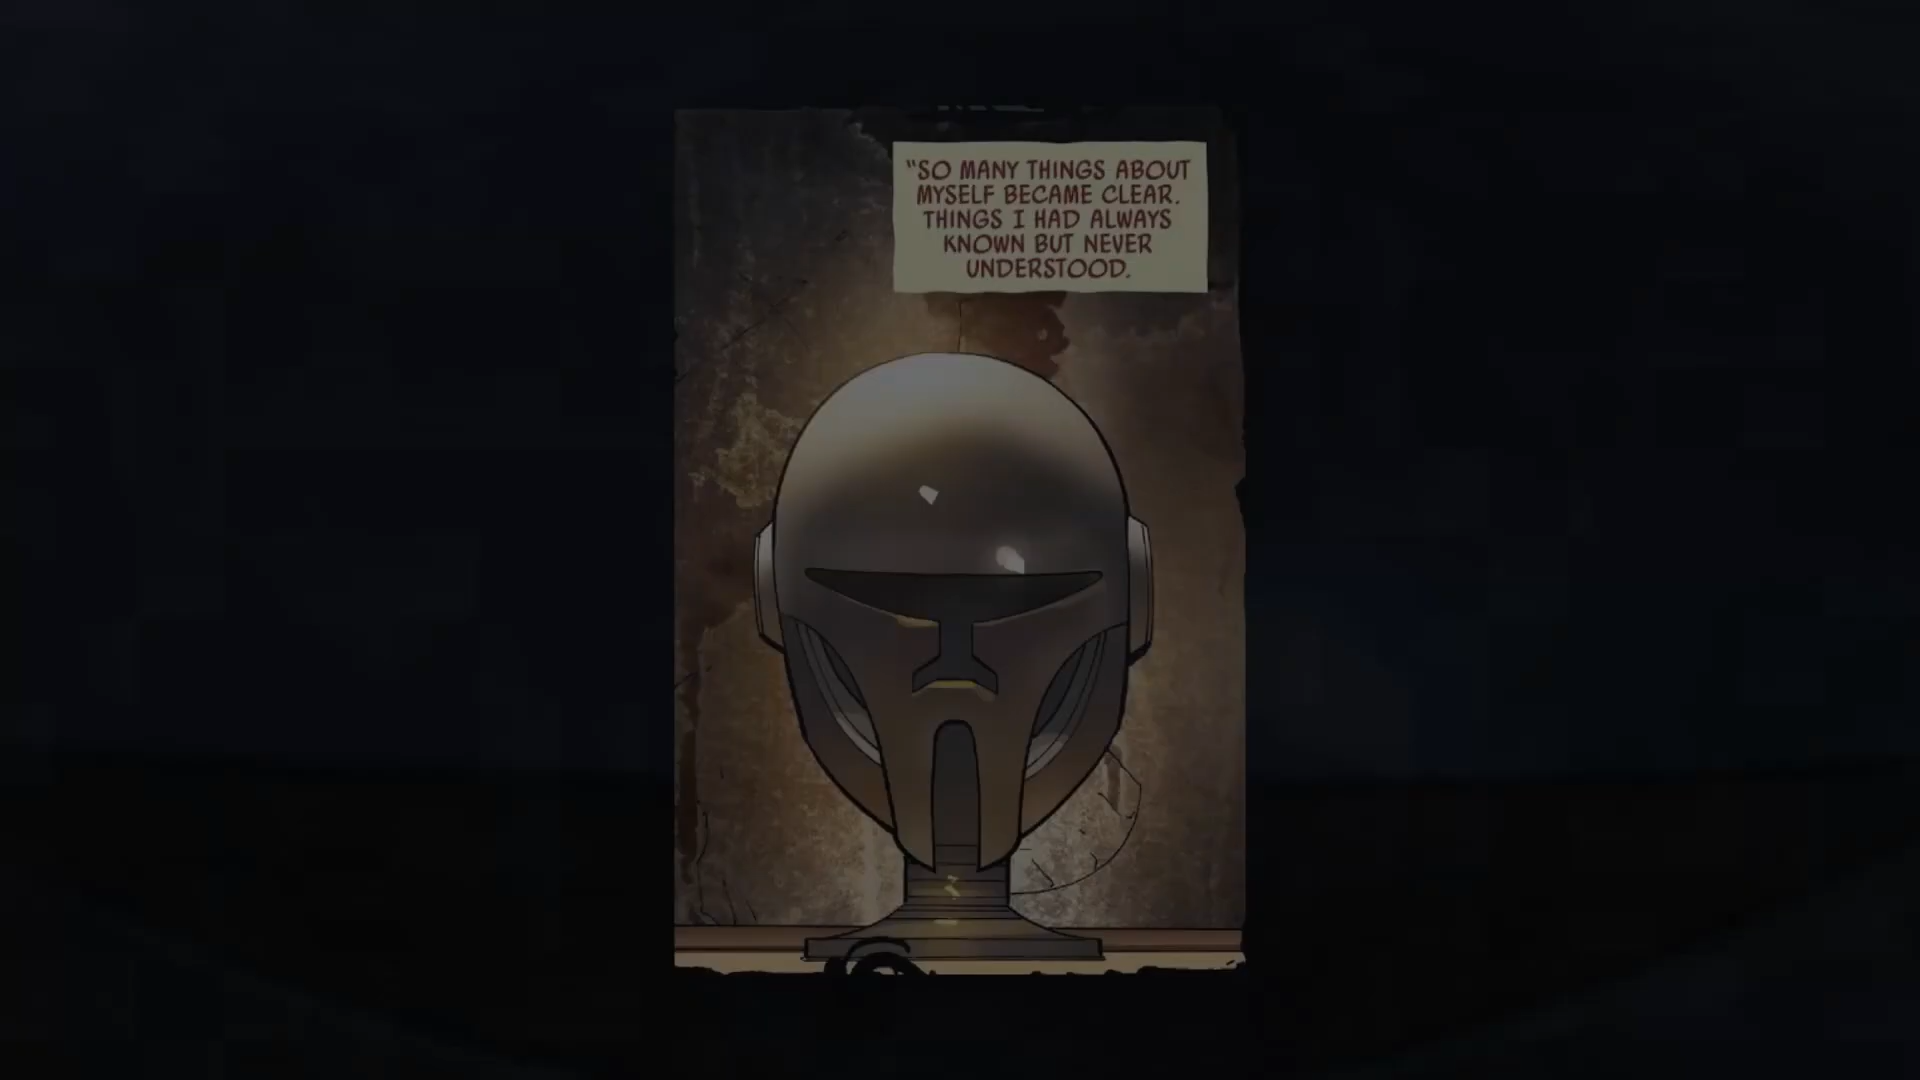 "SO MANY THINGS ABOUT
MYSELF BECAME CLEAR.
THINGS I HAD ALWAYS
KNOWN BUT NEVER
UNDERSTOOD.